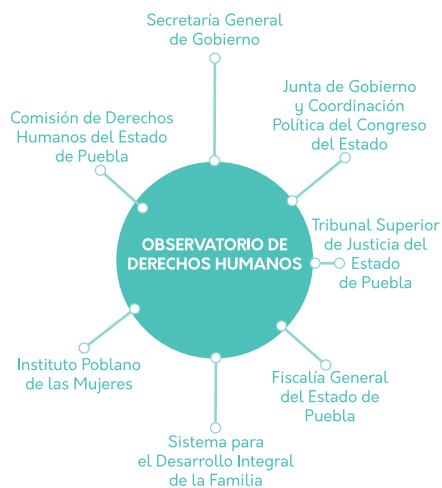 Secretaría General
de Gobierno
Junta de Gobierno
y Coordinación
Política del Congreso
del Estado
Comisión de Derechos
Humanos del Estado
de Puebla
OBSERVATORIO DE
DERECHOS HUMANOS
Tribunal Superior
de Justicia del
Estado
de Puebla
Instituto Poblano
de las Mujeres
Fiscalía General
del Estado de
Puebla
Sistema para
el Desarrollo Integral
de la Familia